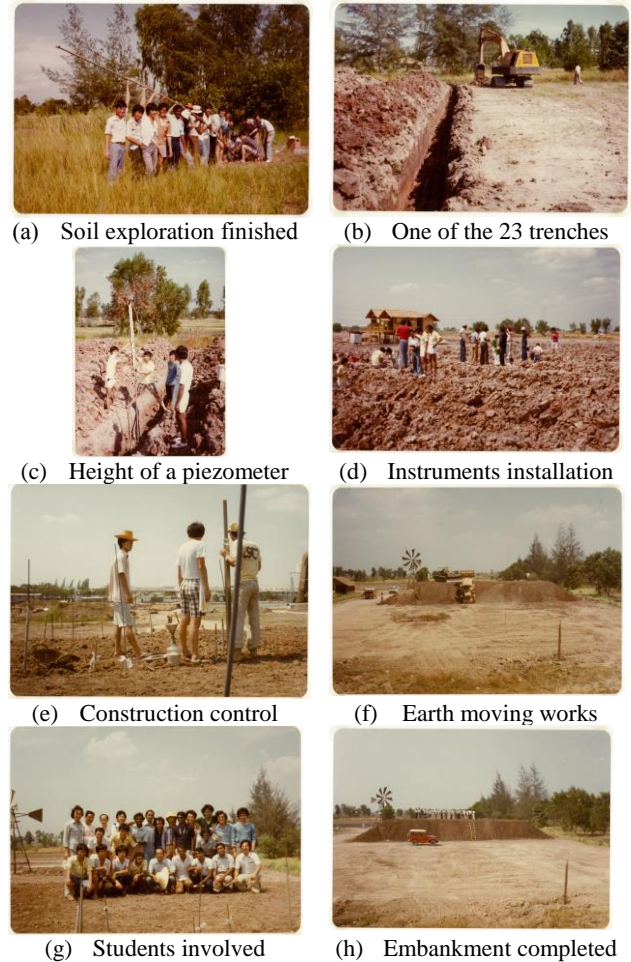 (a) Soil exploration finished
(b) One of the 23 trenches
(c) Height of a piezometer
(d) Instruments installation
(e) Construction control
(f) Earth moving works
(g) Students involved
(h) Embankment completed